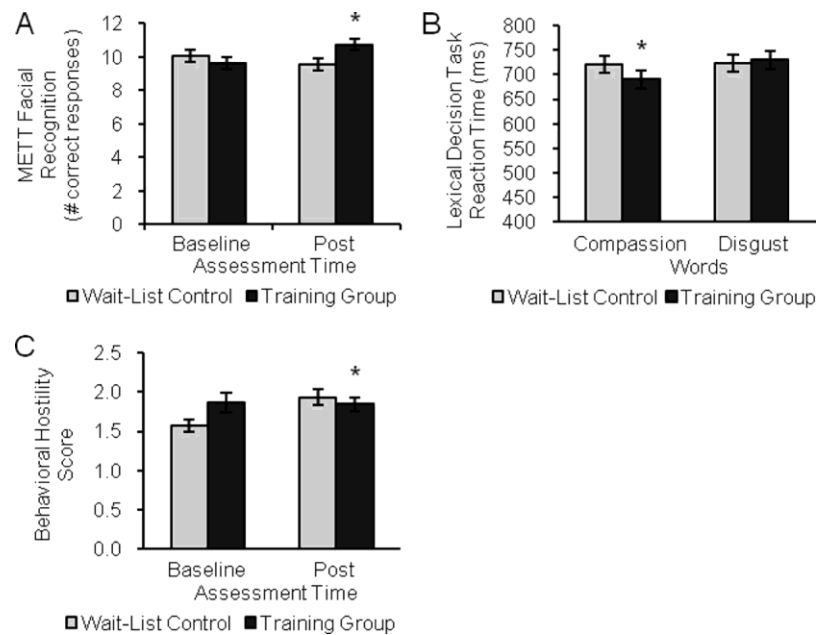 A
METT Facial
Recognition
(# correct responses)
12
10
8
6
4
2
0
*
Baseline
Post
Assessment Time
Wait-List Control
Training Group
B
Lexical Decision Task
Reaction Time (ms)
800
750
700
650
600
550
500
450
400
*
Compassion
Disgust
Words
Wait-List Control
Training Group
C
Behavioral Hostility
Score
2.5
2.0
1.5
1.0
0.5
0.0
*
Baseline
Post
Assessment Time
Wait-List Control
Training Group